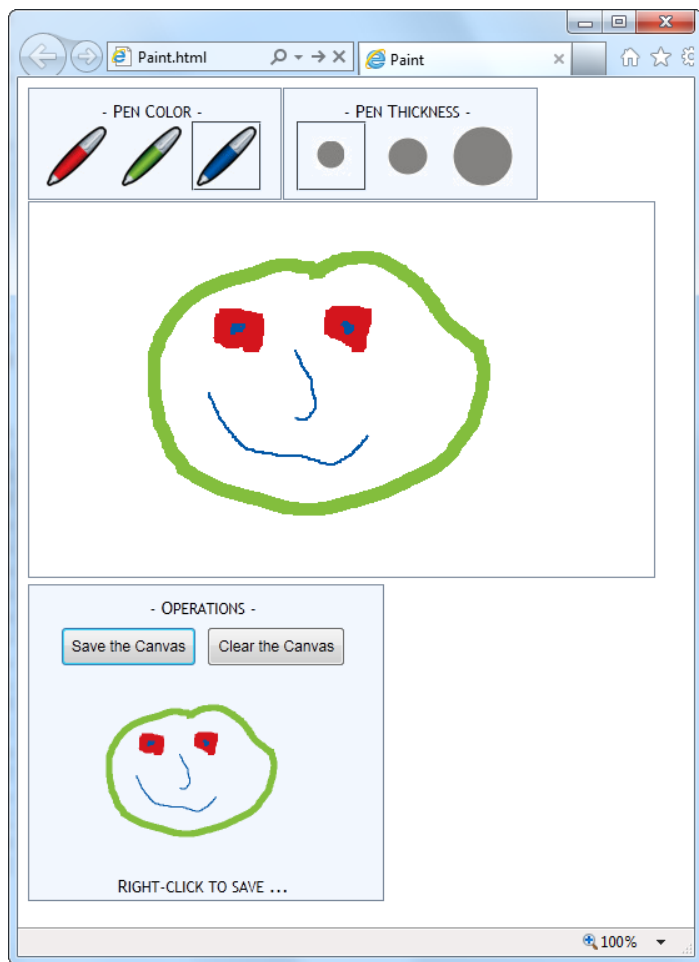 Paint.html
Paint
- PEN COLOR -
- PEN THICKNESS -
- OPERATIONS -
Save the Canvas
Clear the Canvas
RIGHT-CLICK TO SAVE ...
100%